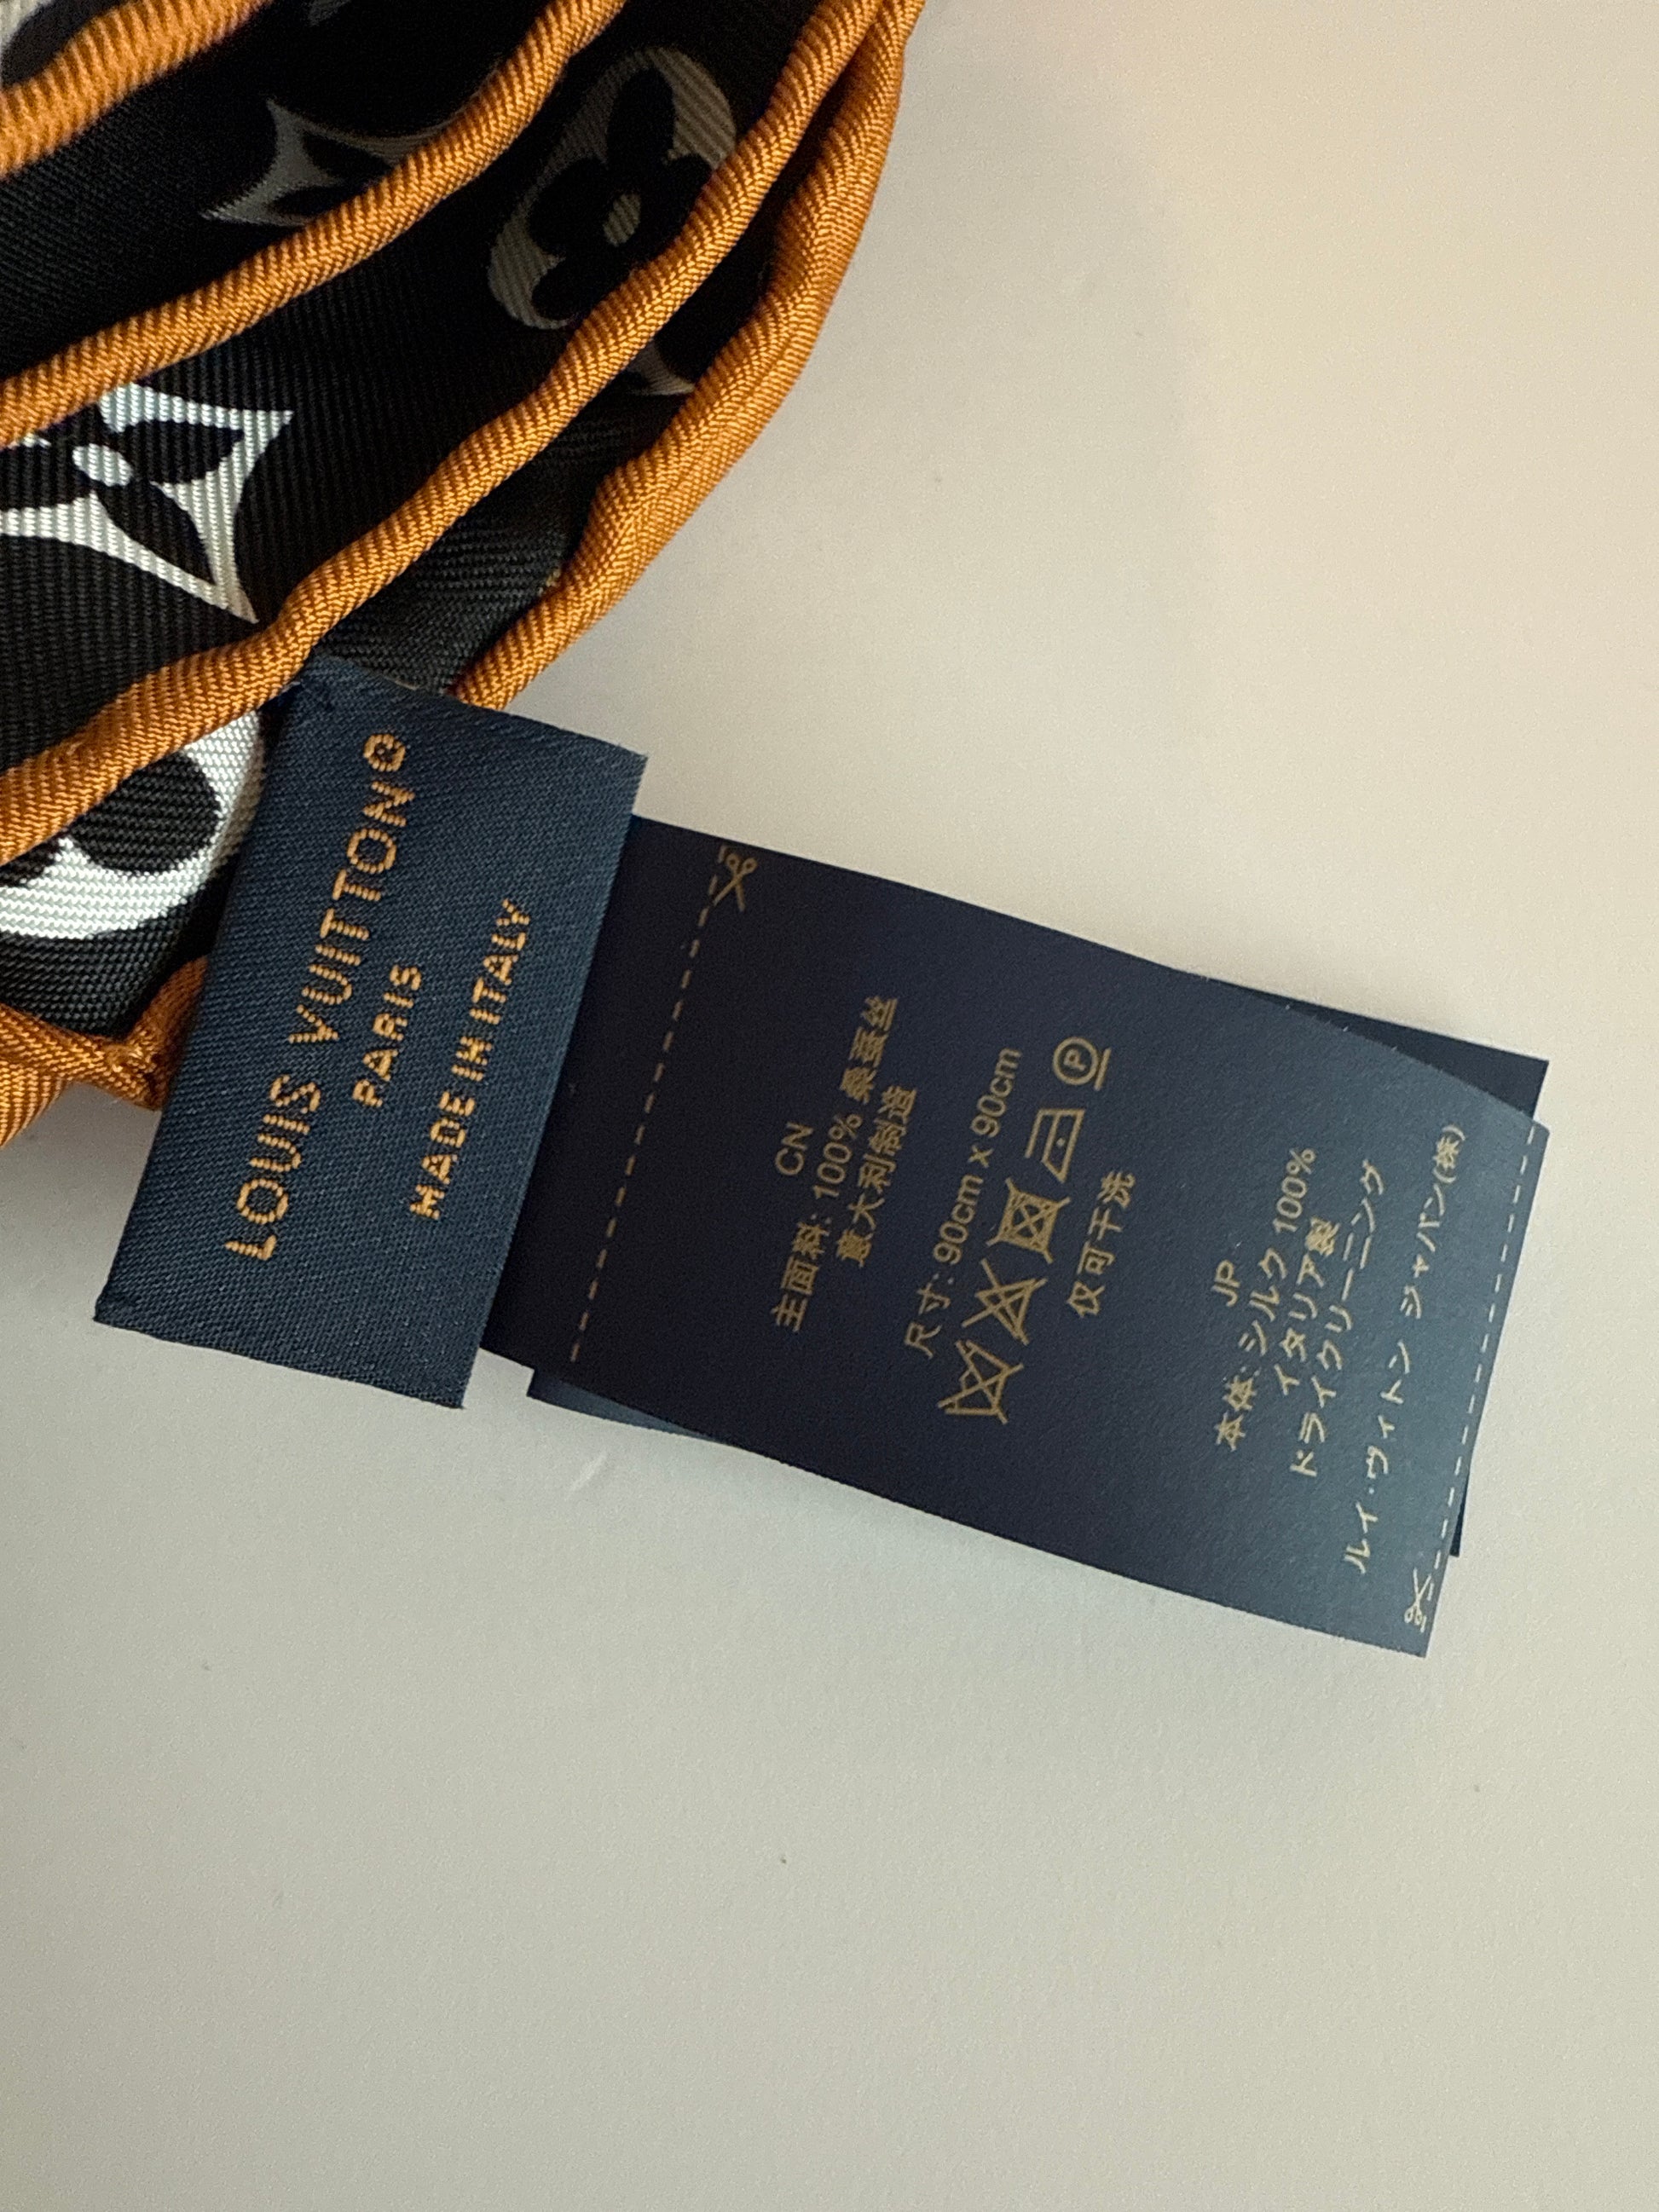 LOUIS VUITTON®
PARIS
MADE IN ITALY
CN
主面料: 100% 桑蚕丝
意大利制造
尺寸: 90cm x 90cm
P
仅可干洗
JP
本体: シルク 100%
イタリア製
ドライクリーニング
ルイ・ヴィトン ジャパン(株)